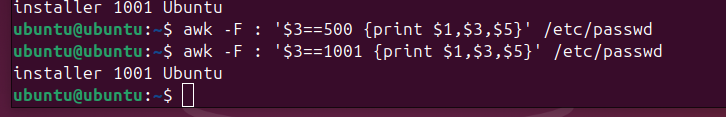 installer 1001 Ubuntu
ubuntu@ubuntu:~$ awk -F : '$3==500 {print $1,$3,$5}' /etc/passwd
ubuntu@ubuntu:~$ awk -F : '$3==1001 {print $1,$3,$5}' /etc/passwd
installer 1001 Ubuntu
ubuntu@ubuntu:~$